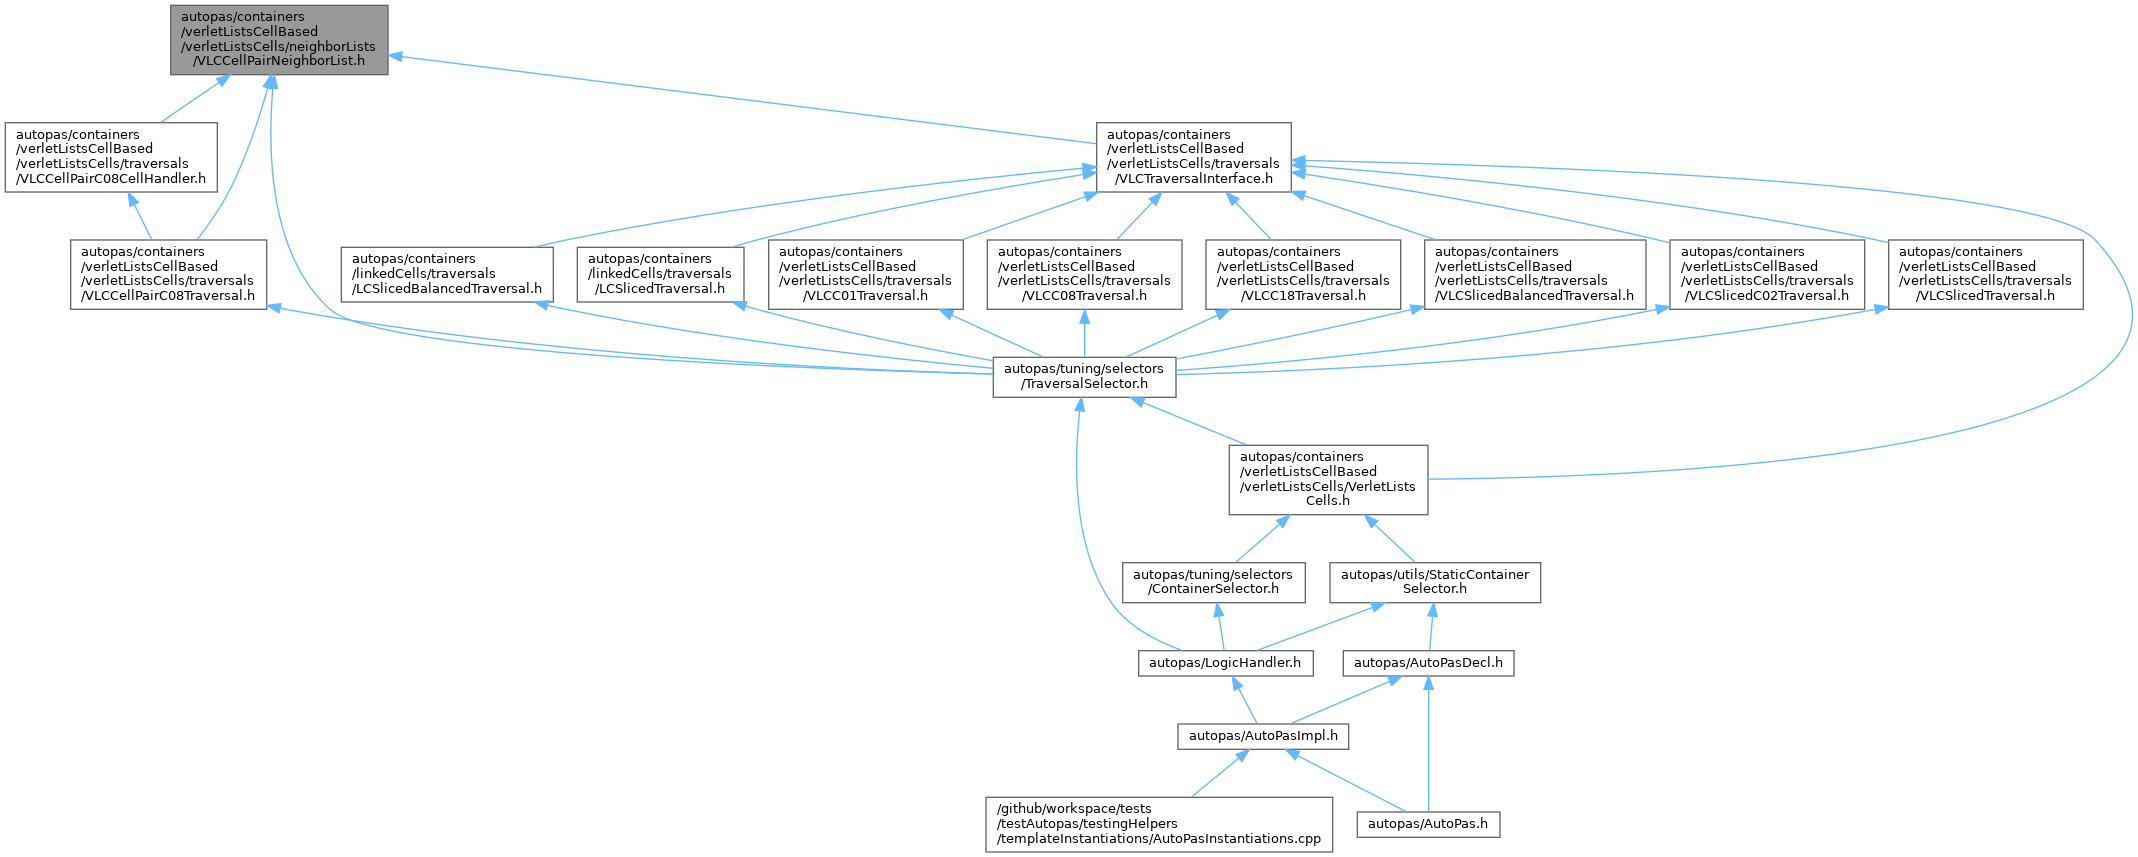 autopas/containers
/verletListsCellBased
/verletListsCells/neighborLists
/VLCCellPairNeighborList.h
autopas/containers
/verletListsCellBased
/verletListsCells/traversals
/VLCCellPairC08CellHandler.h
autopas/containers
/verletListsCellBased
/verletListsCells/traversals
/VLCTraversalInterface.h
autopas/containers
/verletListsCellBased
/verletListsCells/traversals
/VLCCellPairC08Traversal.h
autopas/containers
/linkedCells/traversals
/LCSlicedBalancedTraversal.h
autopas/containers
/linkedCells/traversals
/LCSlicedTraversal.h
autopas/containers
/verletListsCellBased
/verletListsCells/traversals
/VLCC01Traversal.h
autopas/containers
/verletListsCellBased
/verletListsCells/traversals
/VLCC08Traversal.h
autopas/containers
/verletListsCellBased
/verletListsCells/traversals
/VLCC18Traversal.h
autopas/containers
/verletListsCellBased
/verletListsCells/traversals
/VLCSlicedBalancedTraversal.h
autopas/containers
/verletListsCellBased
/verletListsCells/traversals
/VLCSlicedC02Traversal.h
autopas/containers
/verletListsCellBased
/verletListsCells/traversals
/VLCSlicedTraversal.h
autopas/tuning/selectors
/TraversalSelector.h
autopas/containers
/verletListsCellBased
/verletListsCells/VerletLists
Cells.h
autopas/tuning/selectors
/ContainerSelector.h
autopas/utils/StaticContainer
Selector.h
autopas/LogicHandler.h
autopas/AutoPasDecl.h
autopas/AutoPasImpl.h
/github/workspace/tests
/testAutopas/testingHelpers
/templateInstantiations/AutoPasInstantiations.cpp
autopas/AutoPas.h